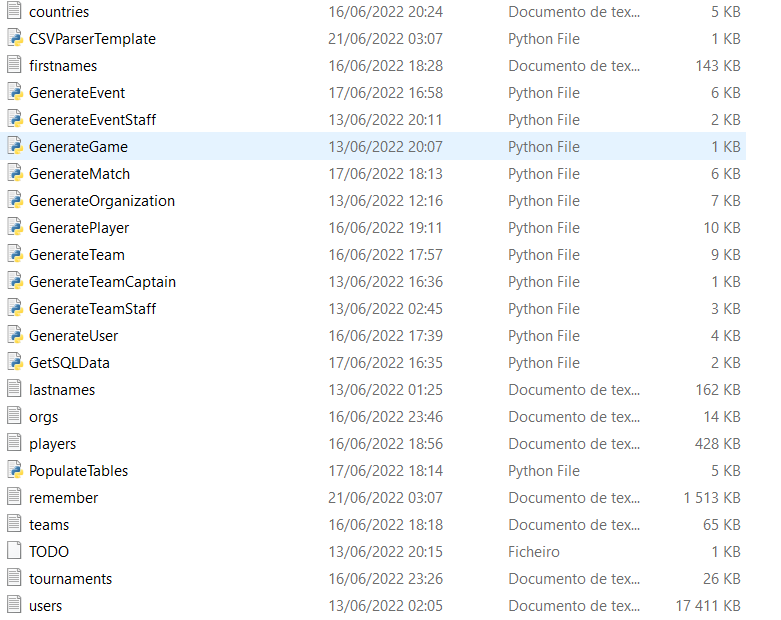 countries 16/06/2022 20:24 Documento de tex... 5 KB
CSVParserTemplate 21/06/2022 03:07 Python File 1 KB
firstnames 16/06/2022 18:28 Documento de tex... 143 KB
GenerateEvent 17/06/2022 16:58 Python File 6 KB
GenerateEventStaff 13/06/2022 20:11 Python File 2 KB
GenerateGame 13/06/2022 20:07 Python File 1 KB
GenerateMatch 17/06/2022 18:13 Python File 6 KB
GenerateOrganization 13/06/2022 12:16 Python File 7 KB
GeneratePlayer 16/06/2022 19:11 Python File 10 KB
GenerateTeam 16/06/2022 17:57 Python File 9 KB
GenerateTeamCaptain 13/06/2022 16:36 Python File 1 KB
GenerateTeamStaff 13/06/2022 02:45 Python File 3 KB
GenerateUser 16/06/2022 17:39 Python File 4 KB
GetSQLData 17/06/2022 16:35 Python File 2 KB
lastnames 13/06/2022 01:25 Documento de tex... 162 KB
orgs 16/06/2022 23:46 Documento de tex... 14 KB
players 16/06/2022 18:56 Documento de tex... 428 KB
PopulateTables 17/06/2022 18:14 Python File 5 KB
remember 21/06/2022 03:07 Documento de tex... 1 513 KB
teams 16/06/2022 18:18 Documento de tex... 65 KB
TODO 13/06/2022 20:15 Ficheiro 1 KB
tournaments 16/06/2022 23:26 Documento de tex... 26 KB
users 13/06/2022 02:05 Documento de tex... 17 411 KB